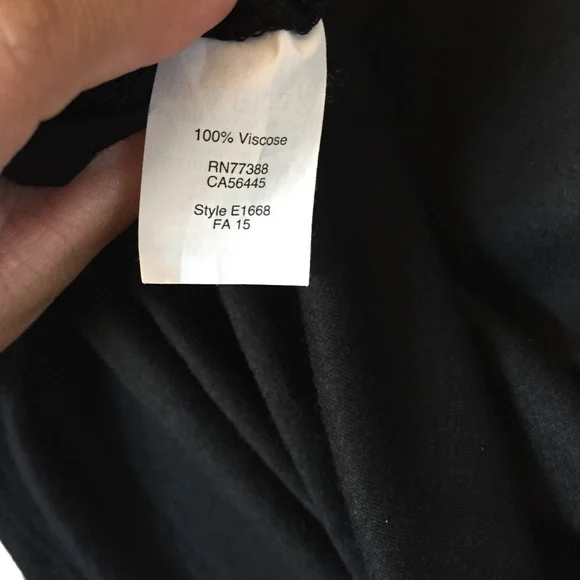 100% Viscose
RN77388
CA56445
Style E1668
FA 15